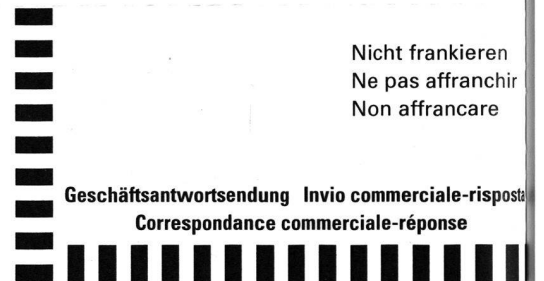 Nicht frankieren
Ne pas affranchir
Non affrancare
Geschäftsantwortsendung Invio commerciale-risposta
Correspondance commerciale-réponse